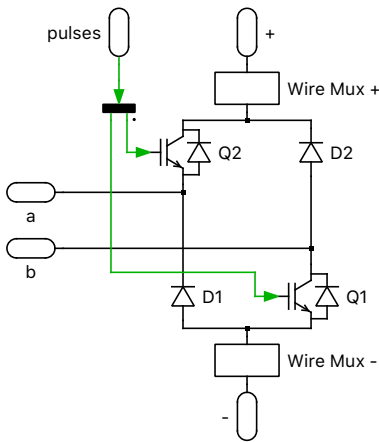 pulses
+
Wire Mux +
Q2
D2
a
b
D1
Q1
Wire Mux -
-